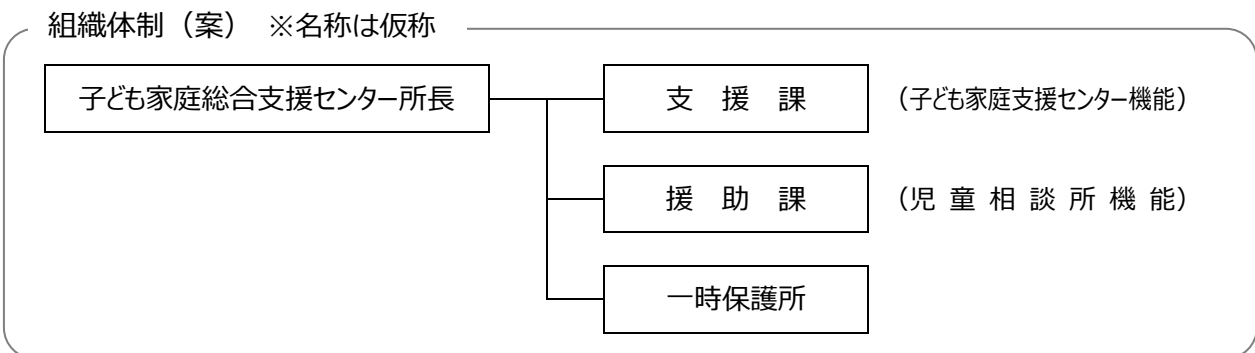 組織体制（案） ※名称は仮称
子ども家庭総合支援センター所長
支 援 課 （子ども家庭支援センター機能）
援 助 課 （児 童 相 談 所 機 能）
一時保護所